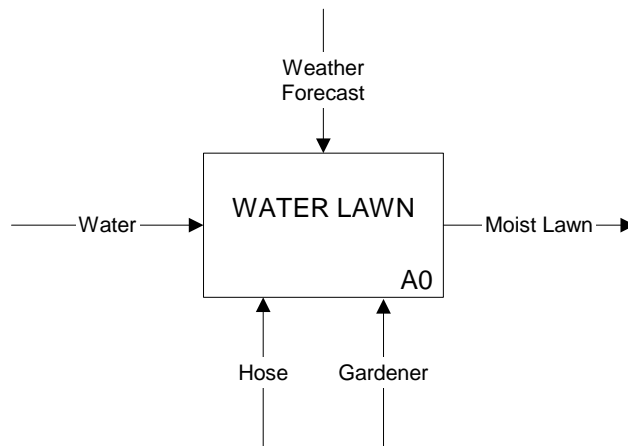 Weather
Forecast
WATER LAWN
Water
Moist Lawn
A0
Hose
Gardener